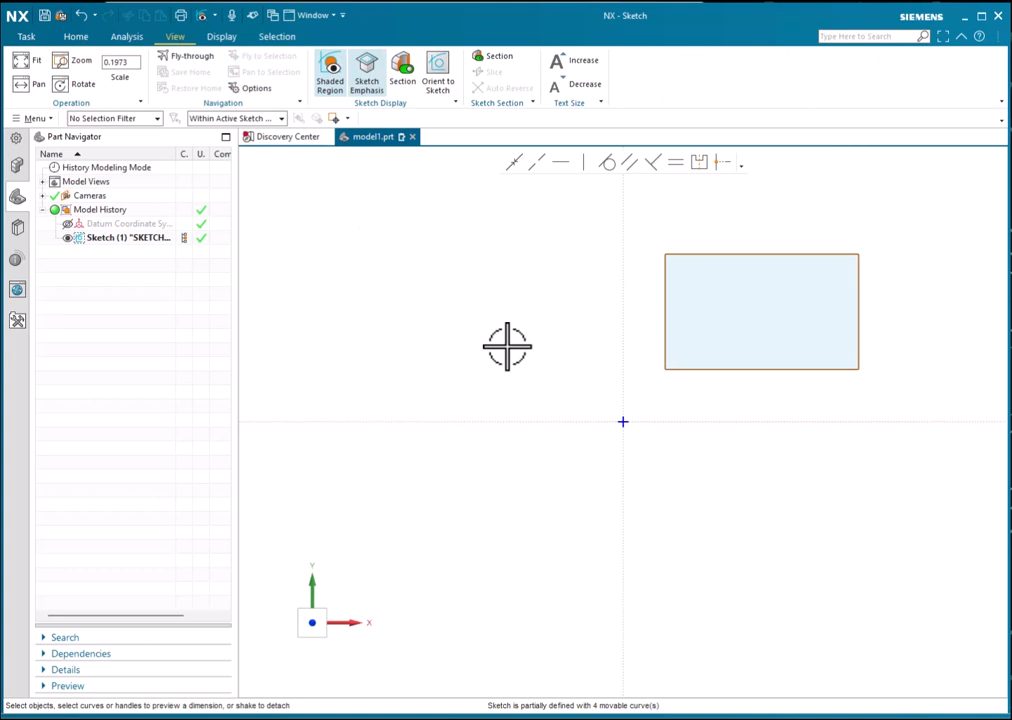 NX
Window
NX - Sketch
SIEMENS
Task
Home
Analysis
View
Display
Tools
Selection
Type Here to Search
Fit
Zoom
0.1973
Pan
Rotate
Scale
Operation
Fly-through
Fly to Selection
Save Home
Pan to Selection
Restore Home
Options
Navigation
Shaded Region
Sketch Emphasis
Section
Orient to Sketch
Sketch Display
Section
Slice
Auto Reverse
Sketch Section
A Increase
A Decrease
Text Size
Menu
No Selection Filter
Within Active Sketch ...
Part Navigator
Discovery Center
model1.prt
Name
C.
U.
Com
History Modeling Mode
Model Views
Cameras
Model History
Datum Coordinate Sy...
Sketch (1) "SKETCH...
Y
X
Search
Dependencies
Details
Preview
Select objects, select curves or handles to preview a dimension, or shake to detach
Sketch is partially defined with 4 movable curve(s)